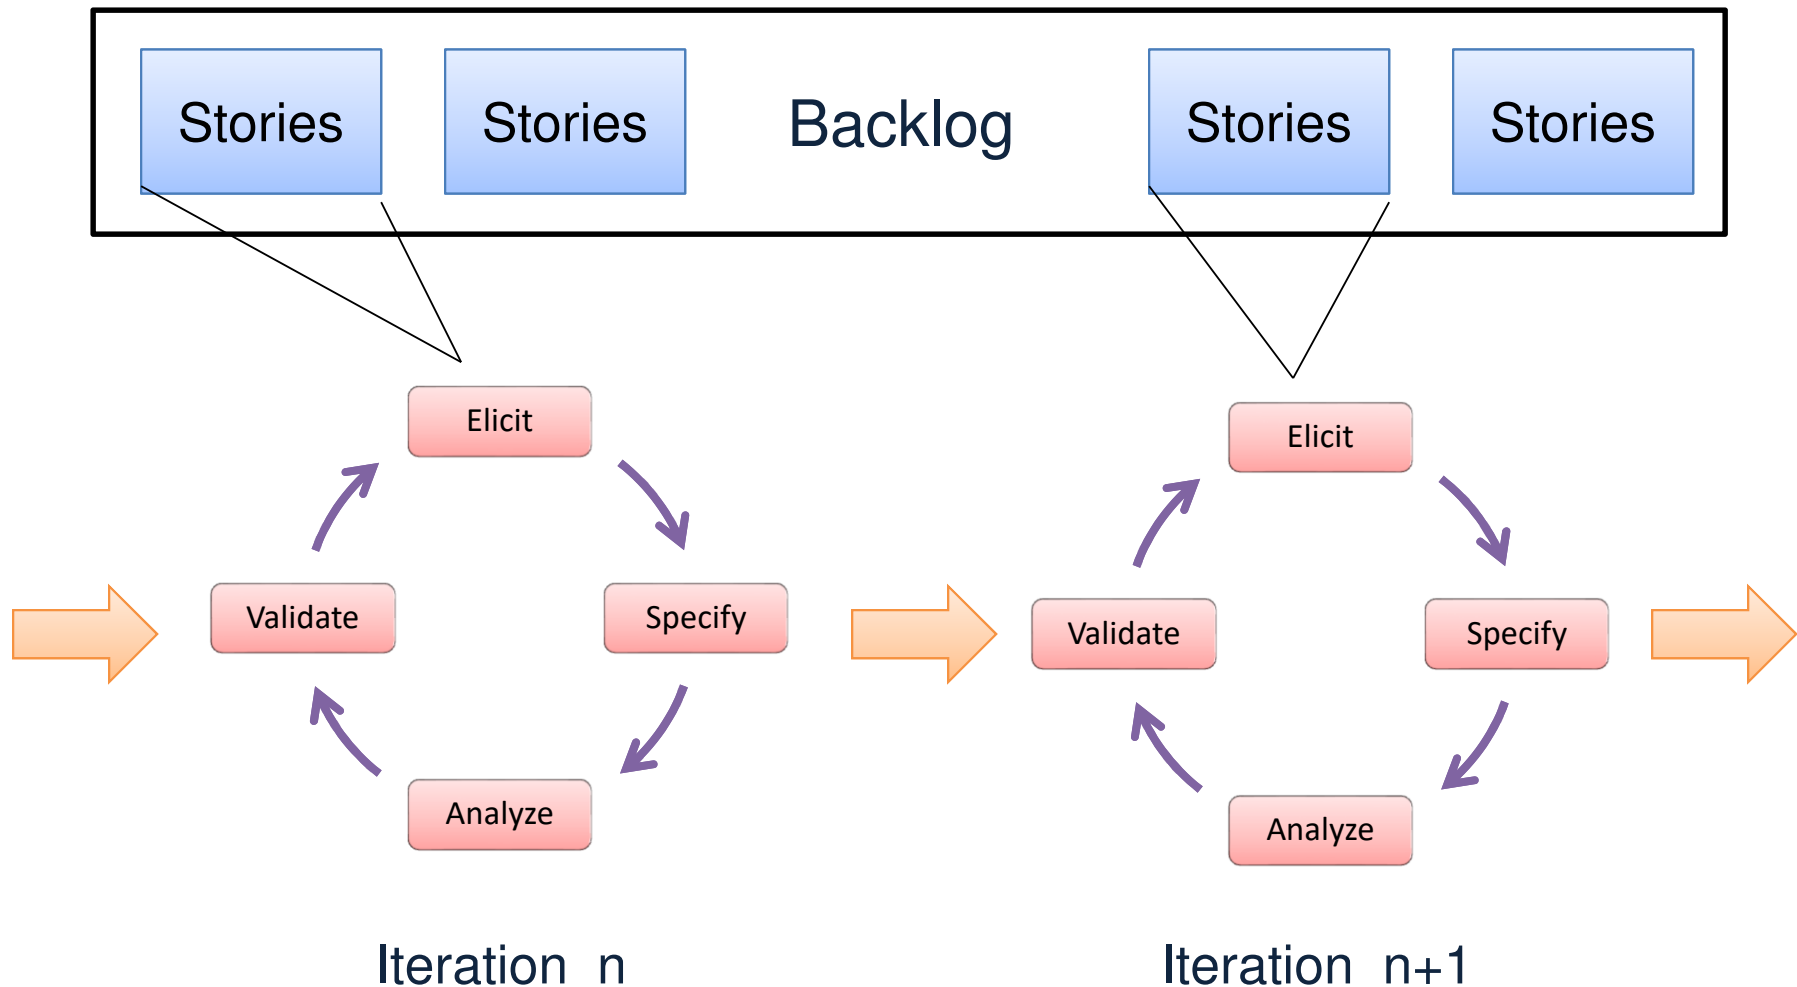 Stories
Stories
Backlog
Stories
Stories
Elicit
Validate
Specify
Analyze
Iteration n
Elicit
Validate
Specify
Analyze
Iteration n+1